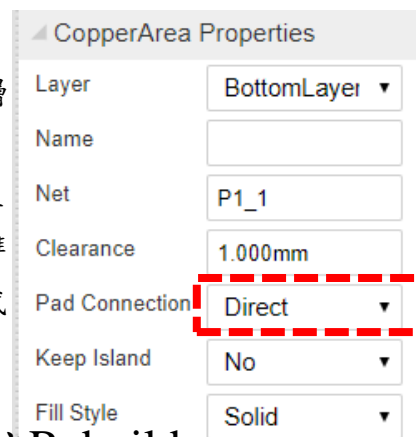 CopperArea Properties
Layer BottomLayer
Name
Net P1_1
Clearance 1.000mm
Pad Connection Direct
Keep Island No
Fill Style Solid